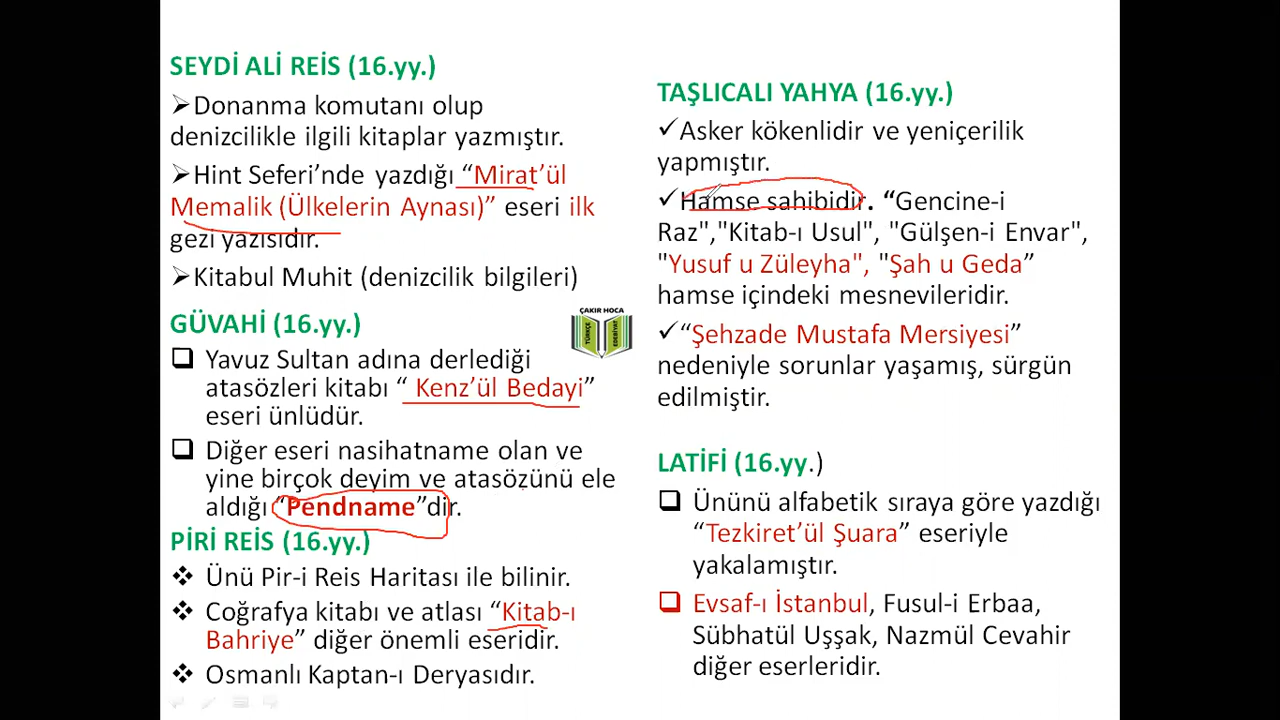 SEYDİ ALİ REİS (16.yy.)
➢Donanma komutanı olup
denizcilikle ilgili kitaplar yazmıştır.
➢Hint Seferi’nde yazdığı “Mirat’ül
Memalik (Ülkelerin Aynası)” eseri ilk
gezi yazısıdır.
➢Kitabul Muhit (denizcilik bilgileri)
GÜVAHİ (16.yy.)
❑ Yavuz Sultan adına derlediği
atasözleri kitabı “ Kenz’ül Bedayi”
eseri ünlüdür.
❑ Diğer eseri nasihatname olan ve
yine birçok deyim ve atasözünü ele
aldığı “Pendname”dir.
PİRİ REİS (16.yy.)
❖ Ünü Pir-i Reis Haritası ile bilinir.
❖ Coğrafya kitabı ve atlası “Kitab-ı
Bahriye” diğer önemli eseridir.
❖ Osmanlı Kaptan-ı Deryasıdır.
ÇAKIR HOCA
TÜRKÇE
EDEBİYAT
TAŞLICALI YAHYA (16.yy.)
✓Asker kökenlidir ve yeniçerilik
yapmıştır.
✓Hamse sahibidir. “Gencine-i
Raz","Kitab-ı Usul", "Gülşen-i Envar",
"Yusuf u Züleyha", "Şah u Geda”
hamse içindeki mesnevileridir.
✓“Şehzade Mustafa Mersiyesi”
nedeniyle sorunlar yaşamış, sürgün
edilmiştir.
LATİFİ (16.yy.)
❑ Ününü alfabetik sıraya göre yazdığı
“Tezkiret’ül Şuara” eseriyle
yakalamıştır.
❑ Evsaf-ı İstanbul, Fusul-i Erbaa,
Sübhatül Uşşak, Nazmül Cevahir
diğer eserleridir.